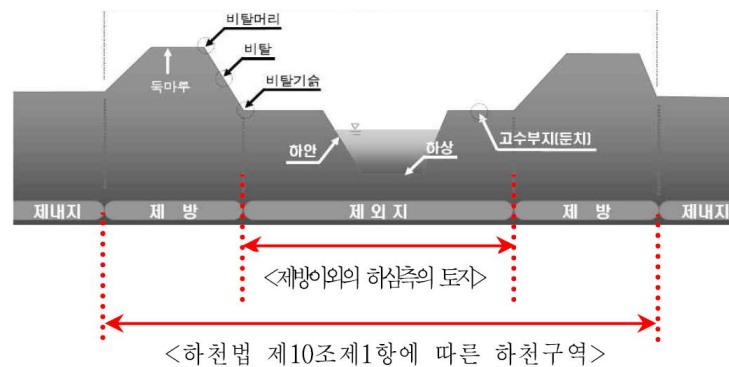 비탈머리
비탈
둑마루
비탈기슭
하안
하상
고수부지(둔치)
제내지 제 방 제 외 지 제 방 제내지
<제방이외의 하심측의 토지>
<하천법 제10조제1항에 따른 하천구역>